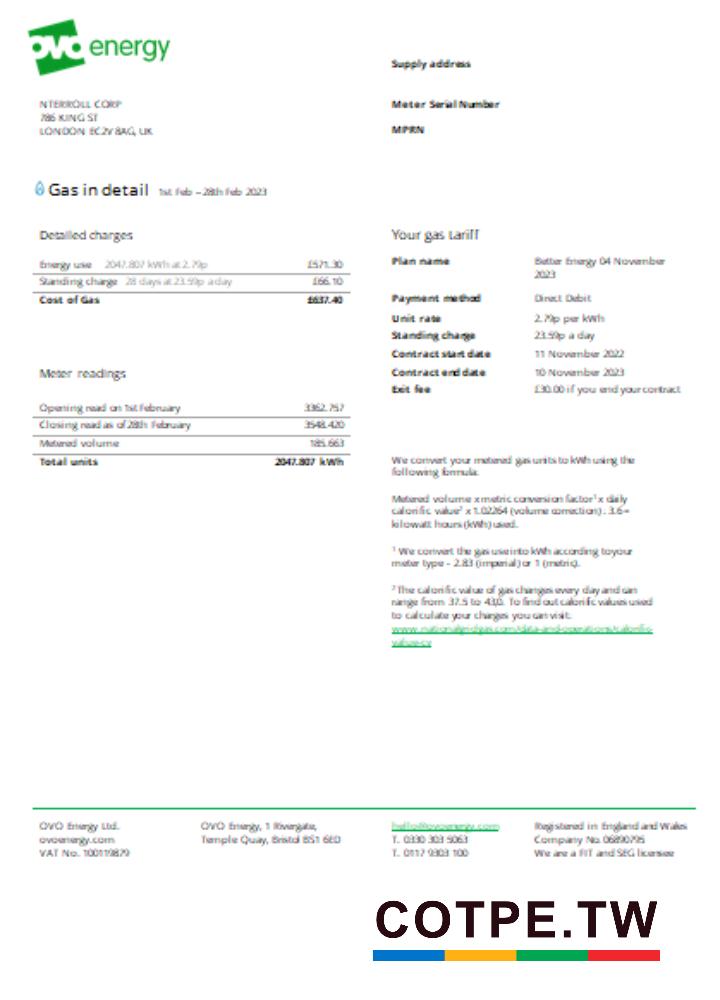 ovo energy
NTERROLL CORP
786 KING ST
LONDON EC2V 8AG, UK
Supply address
Meter Serial Number
MPRN
Gas in detail 1st Feb – 28th Feb 2023
Detailed charges
Energy use 2047.807 kWh at 2.79p £571.30
Standing charge 28 days at 23.59p a day £66.10
Cost of Gas £637.40
Meter readings
Opening read on 1st February 3362.757
Closing read as of 28th February 3548.420
Metered volume 185.663
Total units 2047.807 kWh
Your gas tariff
Plan name Better Energy 04 November
2023
Payment method Direct Debit
Unit rate 2.79p per kWh
Standing charge 23.59p a day
Contract start date 11 November 2022
Contract end date 10 November 2023
Exit fee £30.00 if you end your contract
We convert your metered gas units to kWh using the
following formula:
Metered volume x metric conversion factor¹ x daily
calorific value² x 1.02264 (volume correction) : 3.6 =
kilowatt hours (kWh) used.
¹ We convert the gas use into kWh according to your
meter type – 2.83 (imperial) or 1 (metric).
² The calorific value of gas changes every day and can
range from 37.5 to 43.0. To find out calorific values used
to calculate your charges you can visit:
www.nationalgridgas.com/data-and-operations/calorific-
value-cv
OVO Energy Ltd.
ovoenergy.com
VAT No. 100119879
OVO Energy, 1 Rivergate,
Temple Quay, Bristol BS1 6ED
hello@ovoenergy.com
T. 0330 303 5063
T. 0117 9303 100
Registered in England and Wales
Company No. 06890795
We are a FIT and SEG licensee
COTPE.TW